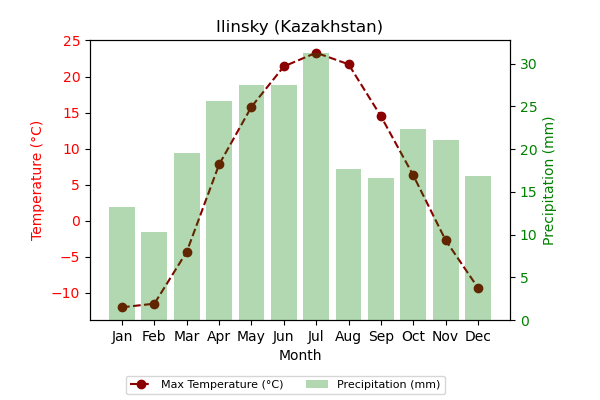 Ilinsky (Kazakhstan)
Temperature (°C)
25
20
15
10
5
0
−5
−10
30
25
20
15
10
5
0
Precipitation (mm)
Jan Feb Mar Apr May Jun Jul Aug Sep Oct Nov Dec
Month
Max Temperature (°C) Precipitation (mm)